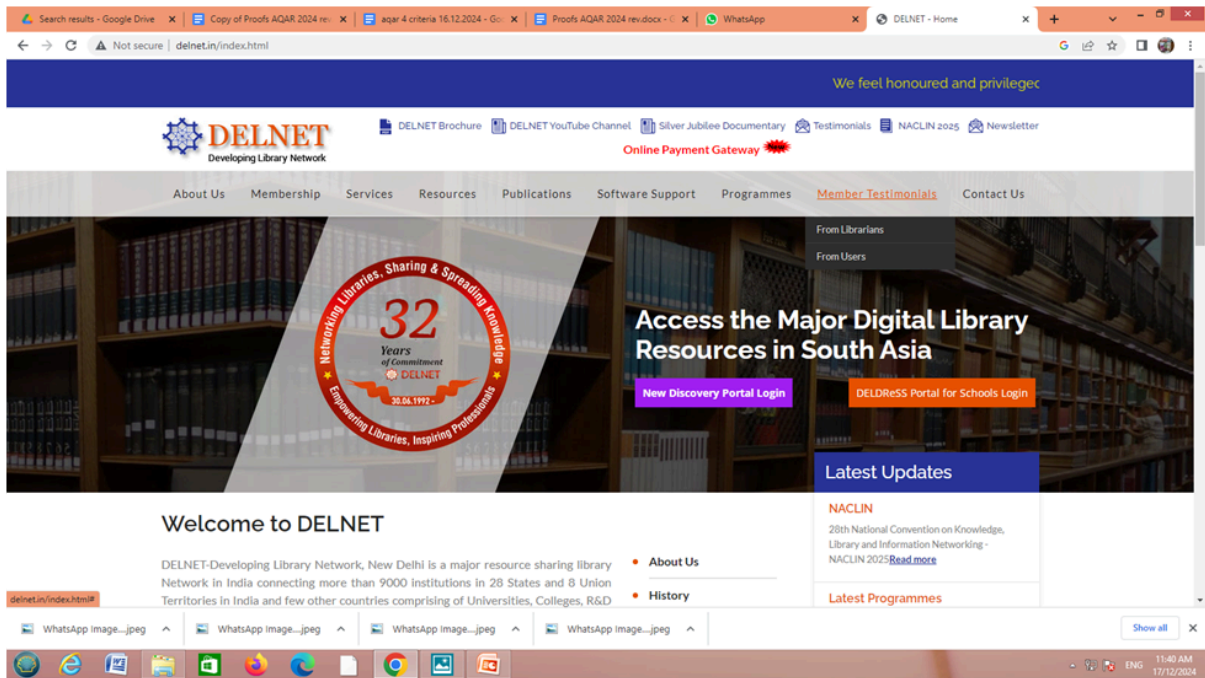 Search results - Google Drive
Copy of Proofs AQAR 2024 rev
aqar 4 criteria 16.12.2024 - Go
Proofs AQAR 2024 rev.docx - G
WhatsApp
DELNET - Home
Not secure | delnet.in/index.html
We feel honoured and privileged
DELNET
Developing Library Network
DELNET Brochure DELNET YouTube Channel Silver Jubilee Documentary Testimonials NACLIN 2025 Newsletter
Online Payment Gateway New
About Us Membership Services Resources Publications Software Support Programmes Member Testimonials Contact Us
From Librarians
From Users
Networking Libraries, Sharing & Spreading Knowledge
32
Years
of Commitment
DELNET
30.06.1992 -
Empowering Libraries, Inspiring Professionals
Access the Major Digital Library
Resources in South Asia
New Discovery Portal Login
DELDReSS Portal for Schools Login
Latest Updates
NACLIN
28th National Convention on Knowledge,
Library and Information Networking -
NACLIN 2025Read more
Latest Programmes
Welcome to DELNET
DELNET-Developing Library Network, New Delhi is a major resource sharing library
Network in India connecting more than 9000 institutions in 28 States and 8 Union
Territories in India and few other countries comprising of Universities, Colleges, R&D
About Us
History
delnet.in/index.html#
WhatsApp Image....jpeg
WhatsApp Image....jpeg
WhatsApp Image....jpeg
WhatsApp Image....jpeg
Show all
ENG
11:40 AM
17/12/2024